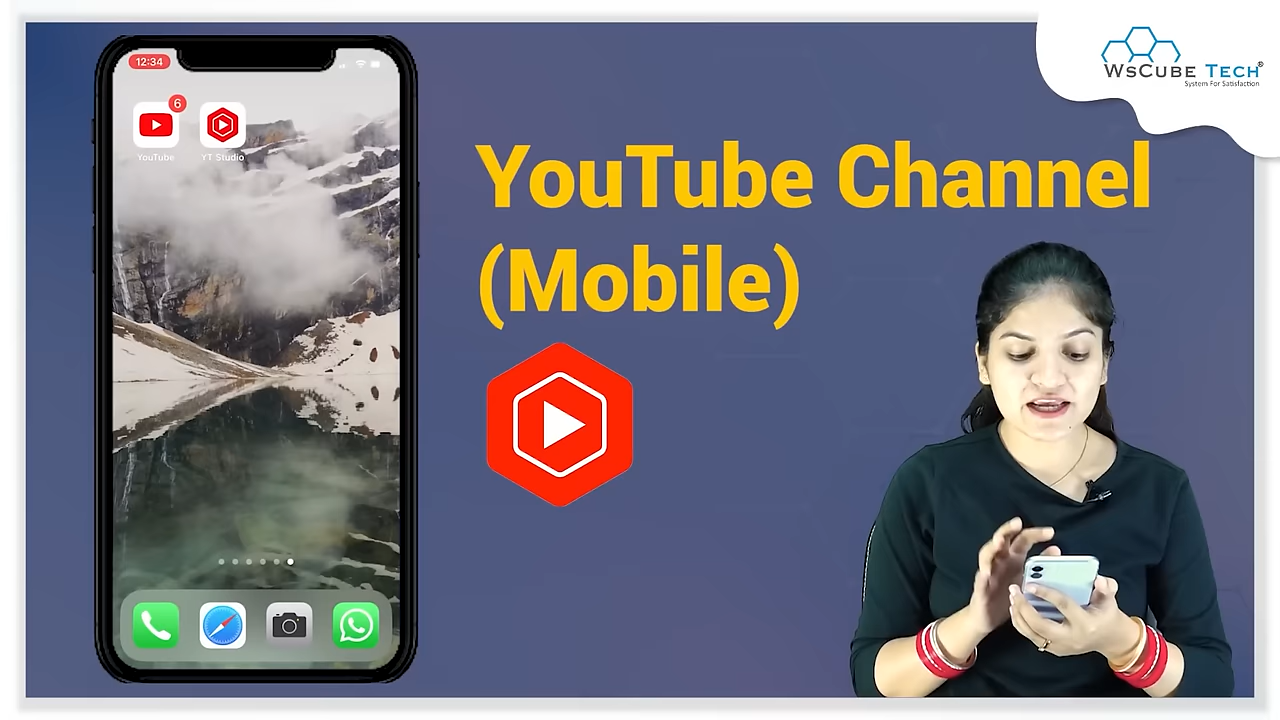 12:34
6
YouTube
YT Studio
YouTube Channel
(Mobile)
WsCube Tech®
System For Satisfaction